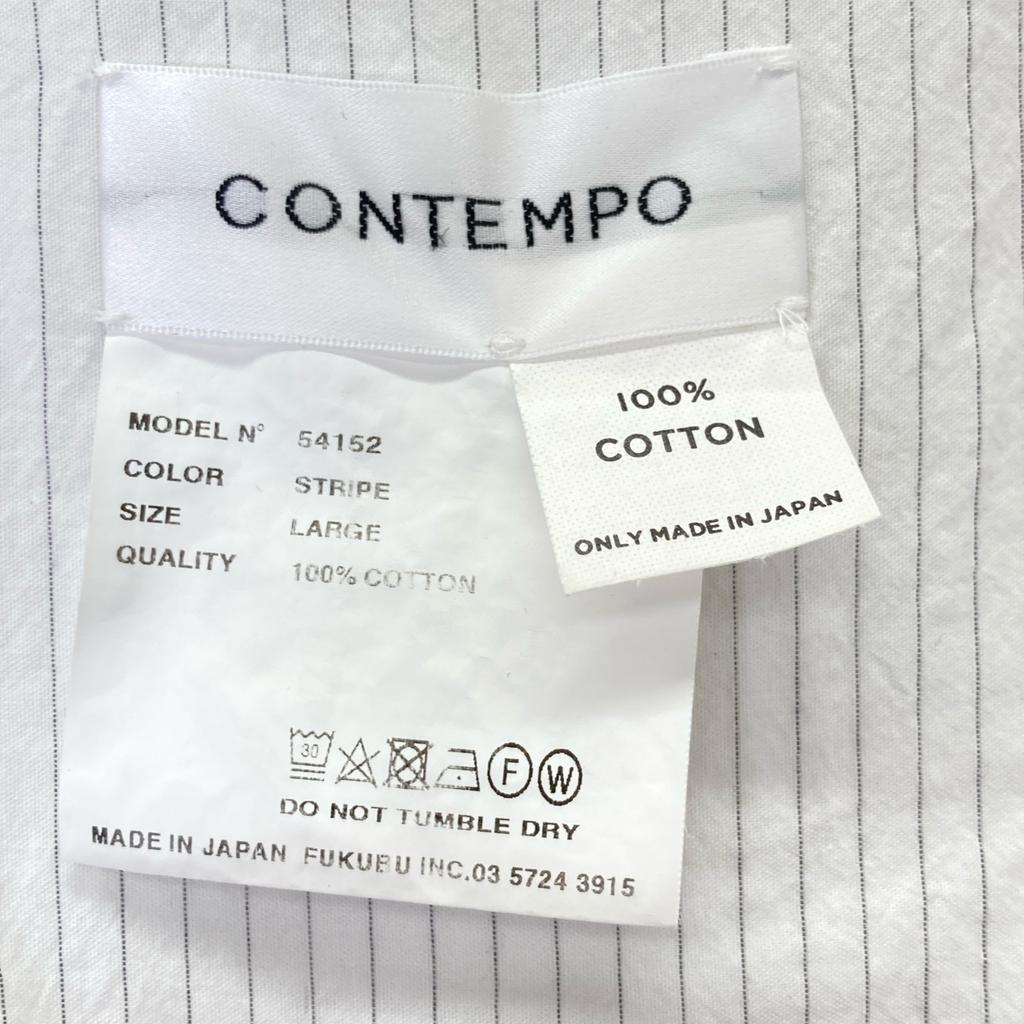 CONTEMPO
100%
COTTON
ONLY MADE IN JAPAN
MODEL N° 54152
COLOR STRIPE
SIZE LARGE
QUALITY 100% COTTON
30 F W
DO NOT TUMBLE DRY
MADE IN JAPAN FUKUBU INC.03 5724 3915